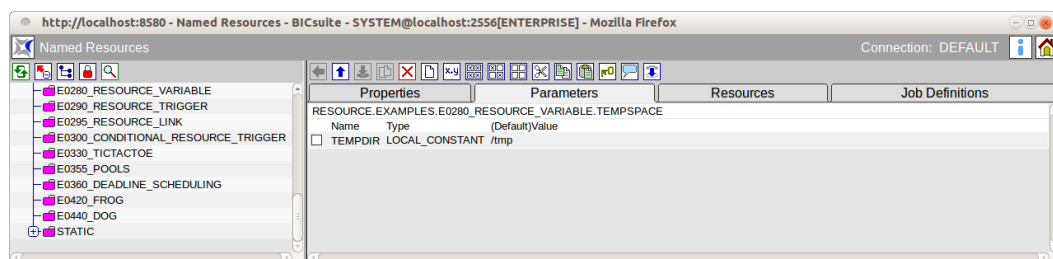 http://localhost:8580 - Named Resources - BICsuite - SYSTEM@localhost:2556[ENTERPRISE] - Mozilla Firefox
Named Resources Connection: DEFAULT
x,y
Properties Parameters Resources Job Definitions
E0280_RESOURCE_VARIABLE
E0290_RESOURCE_TRIGGER
E0295_RESOURCE_LINK
E0300_CONDITIONAL_RESOURCE_TRIGGER
E0330_TICTACTOE
E0355_POOLS
E0360_DEADLINE_SCHEDULING
E0420_FROG
E0440_DOG
STATIC
RESOURCE.EXAMPLES.E0280_RESOURCE_VARIABLE.TEMPSPACE
Name Type (Default)Value
TEMPDIR LOCAL_CONSTANT /tmp